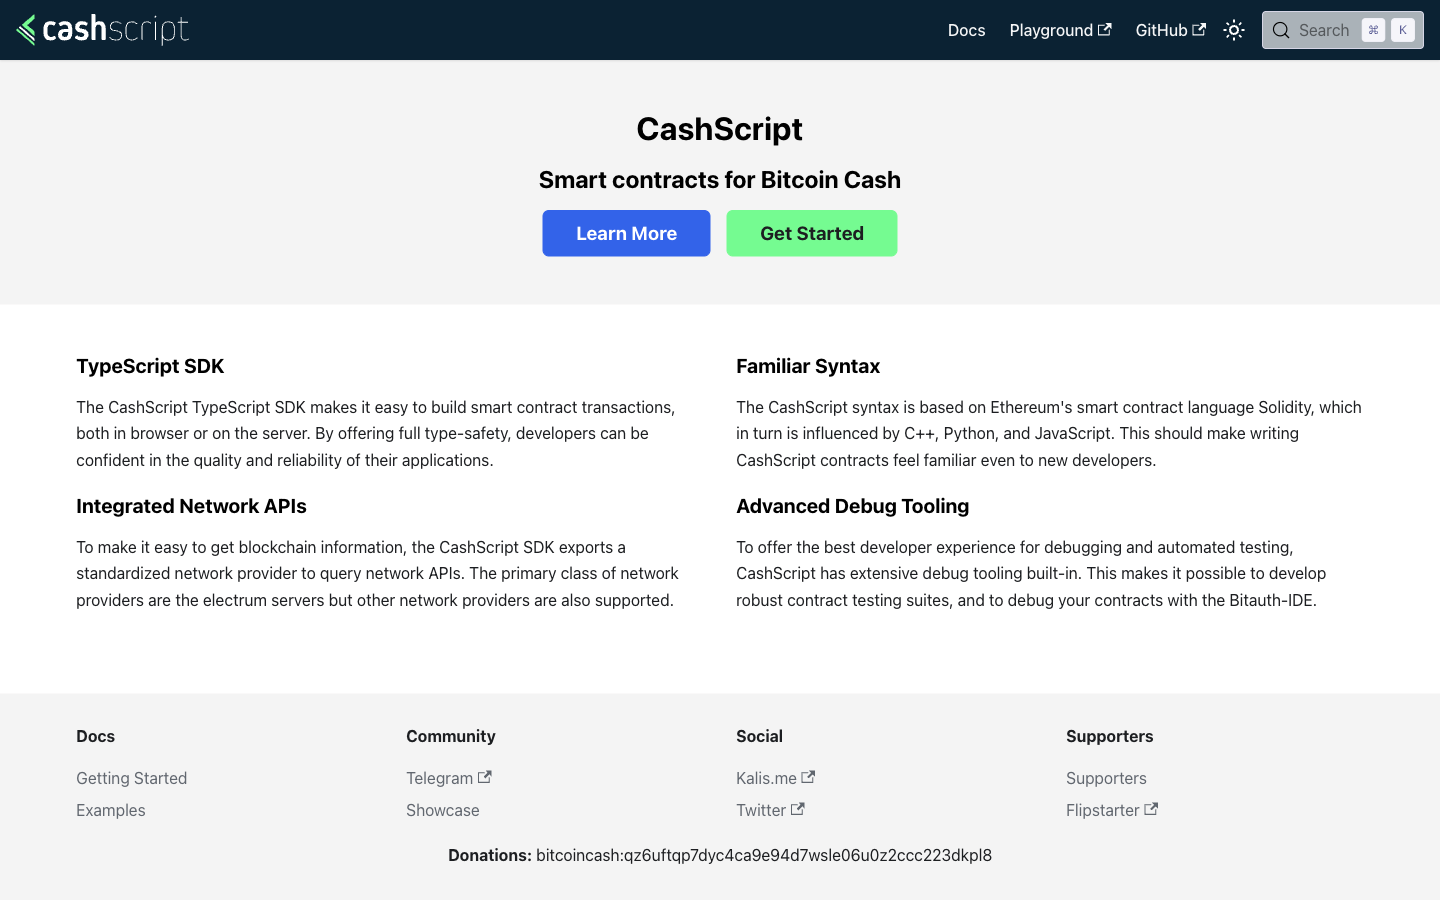 cashscript
Docs
Playground
GitHub
Search
⌘
K
CashScript
Smart contracts for Bitcoin Cash
Learn More
Get Started
TypeScript SDK
The CashScript TypeScript SDK makes it easy to build smart contract transactions,
both in browser or on the server. By offering full type-safety, developers can be
confident in the quality and reliability of their applications.
Familiar Syntax
The CashScript syntax is based on Ethereum's smart contract language Solidity, which
in turn is influenced by C++, Python, and JavaScript. This should make writing
CashScript contracts feel familiar even to new developers.
Integrated Network APIs
To make it easy to get blockchain information, the CashScript SDK exports a
standardized network provider to query network APIs. The primary class of network
providers are the electrum servers but other network providers are also supported.
Advanced Debug Tooling
To offer the best developer experience for debugging and automated testing,
CashScript has extensive debug tooling built-in. This makes it possible to develop
robust contract testing suites, and to debug your contracts with the Bitauth-IDE.
Docs
Getting Started
Examples
Community
Telegram
Showcase
Social
Kalis.me
Twitter
Supporters
Supporters
Flipstarter
Donations: bitcoincash:qz6uftqp7dyc4ca9e94d7wsle06u0z2ccc223dkpl8